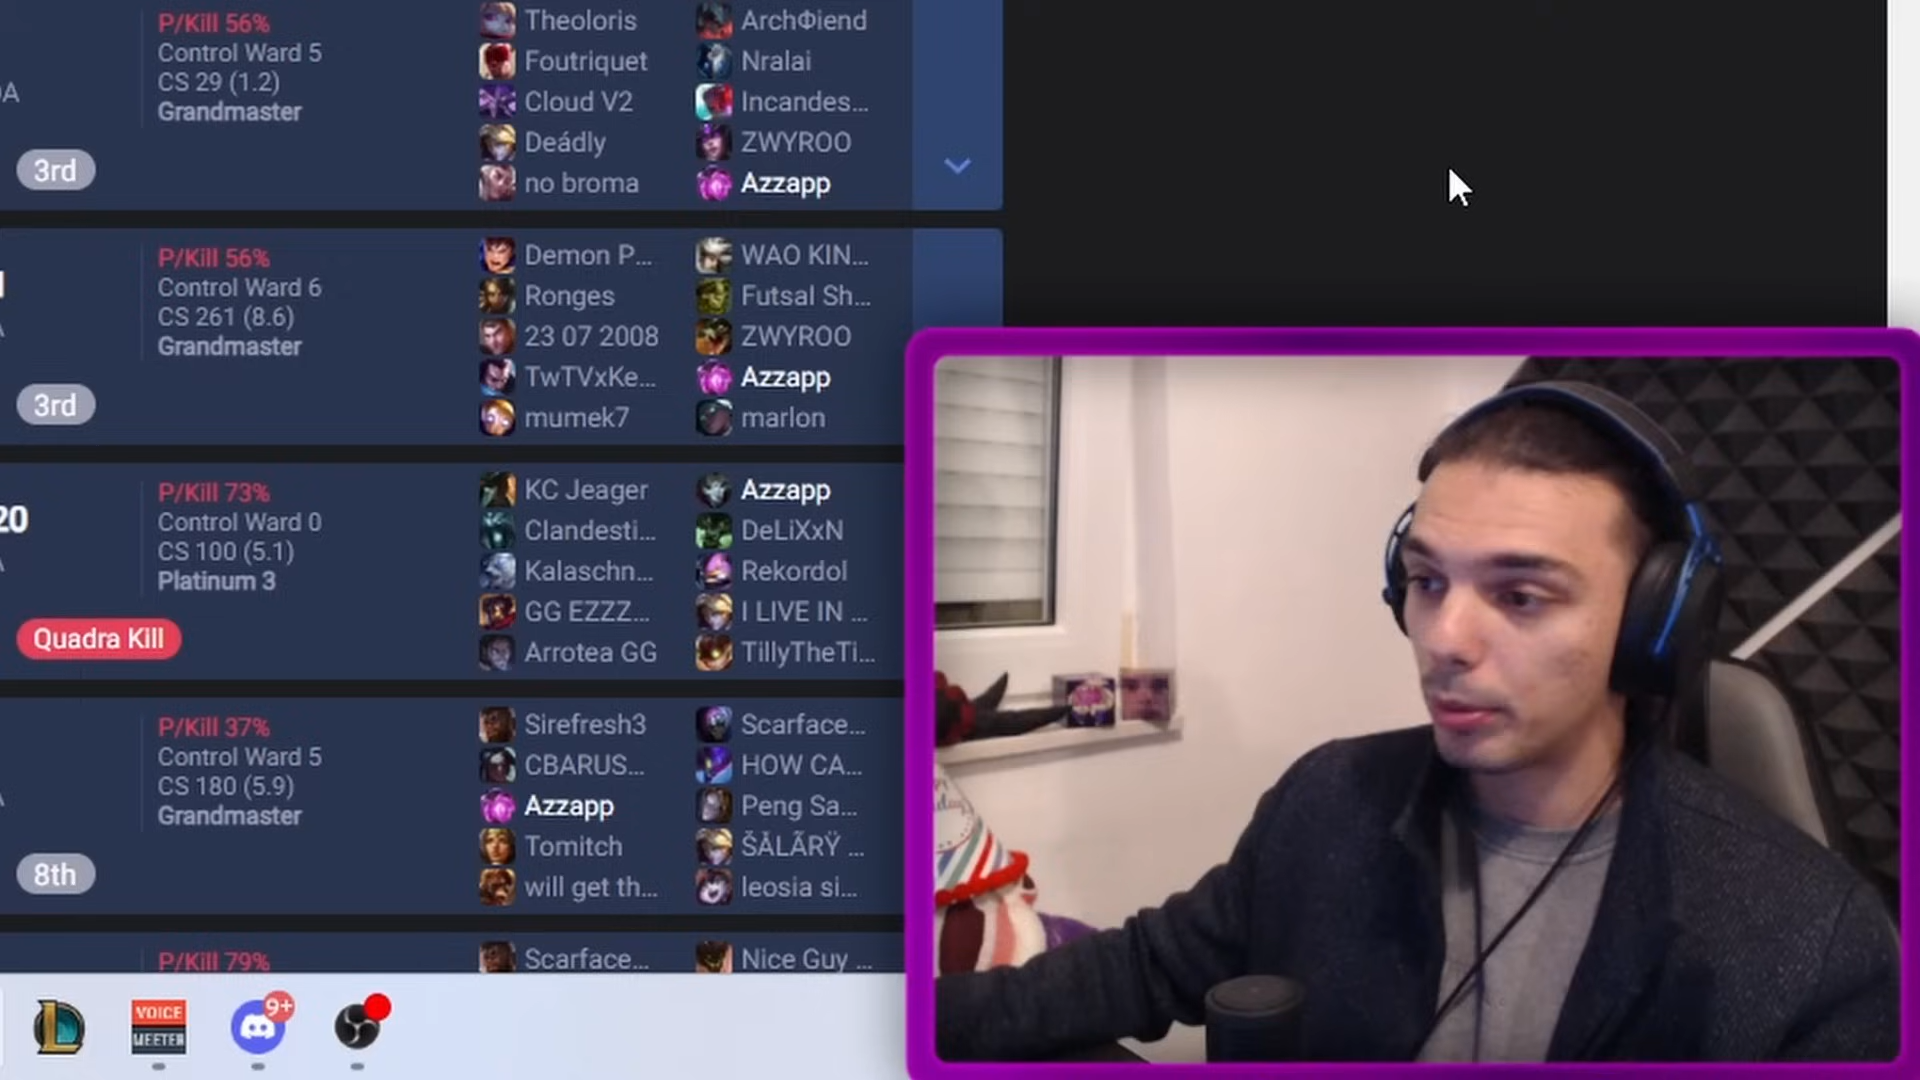 P/Kill 56%
Control Ward 5
CS 29 (1.2)
Grandmaster
3rd
Theoloris
Foutriquet
Cloud V2
Deádly
no broma
ArchΦiend
Nralai
Incandes...
ZWYROO
Azzapp
P/Kill 56%
Control Ward 6
CS 261 (8.6)
Grandmaster
3rd
Demon P...
Ronges
23 07 2008
TwTVxKe...
mumek7
WAO KIN...
Futsal Sh...
ZWYROO
Azzapp
marlon
20
P/Kill 73%
Control Ward 0
CS 100 (5.1)
Platinum 3
Quadra Kill
KC Jeager
Clandesti...
Kalaschn...
GG EZZZ...
Arrotea GG
Azzapp
DeLiXxN
Rekordol
I LIVE IN ...
TillyTheTi...
P/Kill 37%
Control Ward 5
CS 180 (5.9)
Grandmaster
8th
Sirefresh3
CBARUS...
Azzapp
Tomitch
will get th...
Scarface...
HOW CA...
Peng Sa...
ŠÅLÃRŸ ...
leosia si...
P/Kill 79%
Scarface...
Nice Guy ...
VOICE
MEETER
9+